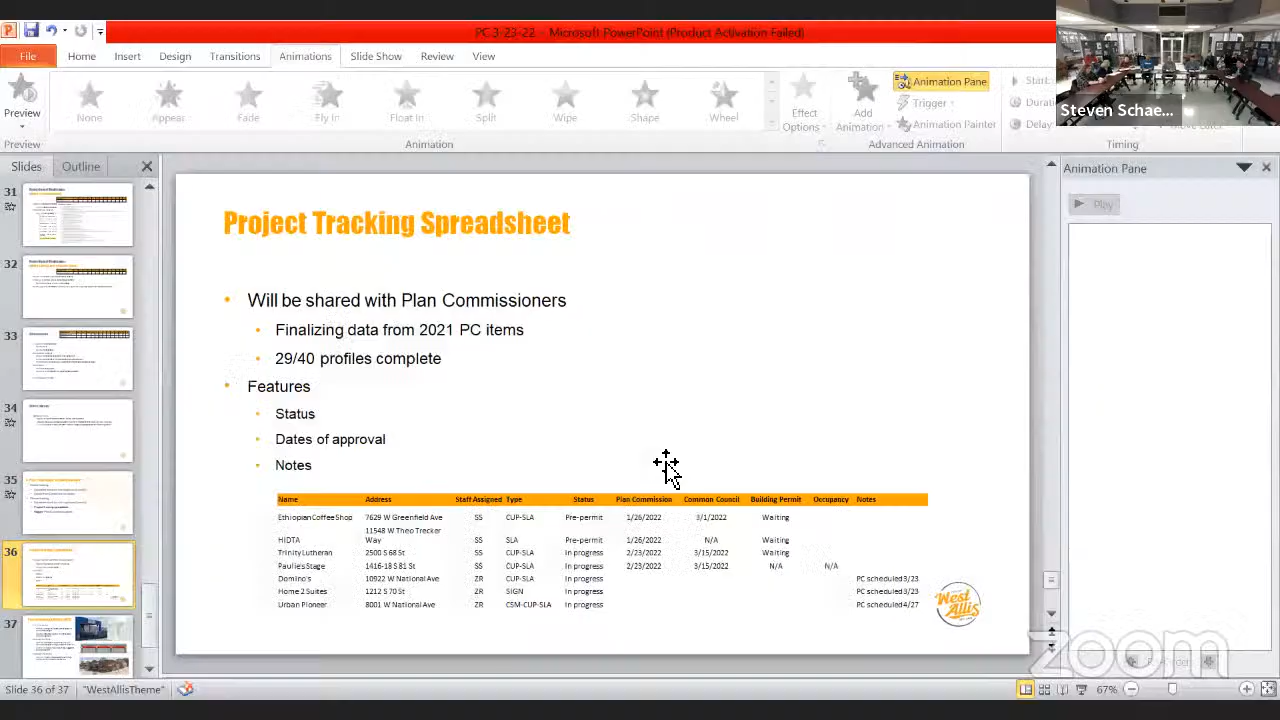 PC 3-23-22 - Microsoft PowerPoint (Product Activation Failed)
File Home Insert Design Transitions Animations Slide Show Review View
Preview
None Appear Fade Fly In Float In Split Wipe Shape Wheel
Effect Options
Add Animation
Animation Pane
Trigger
Animation Painter
Start:
Delay
Preview Animation Advanced Animation Timing
Steven Schae...
Slides Outline
Animation Pane
Play
31
32
33
34
35
36
37
Project Tracking Spreadsheet
• Will be shared with Plan Commissioners
• Finalizing data from 2021 PC items
• 29/40 profiles complete
• Features
• Status
• Dates of approval
• Notes
Name Address Staff Assigned Type Status Plan Commission Common Council Building Permit Occupancy Notes
Ethiopian Coffee Shop 7629 W Greenfield Ave SS CUP-SLA Pre-permit 1/26/2022 3/1/2022 Waiting
11548 W Theo Trecker
HIDTA Way SS SLA Pre-permit 1/26/2022 N/A Waiting
Trinity Lutheran 2500 S 68 St SS CUP-SLA In progress 2/23/2022 3/15/2022 Waiting
Paulies Stage 1416-18 S 81 St SS CUP-SLA In progress 2/23/2022 3/15/2022 N/A N/A
Domino's 10922 W National Ave CUP-SLA In progress PC scheduled 3/23
Home 2 Suites 1212 S 70 St SIGN In progress PC scheduled 3/23
Urban Pioneer 8001 W National Ave ZR CSM-CUP-SLA In progress PC scheduled 4/27
West Allis
zoom
Slide 36 of 37 "WestAllisTheme" 67%